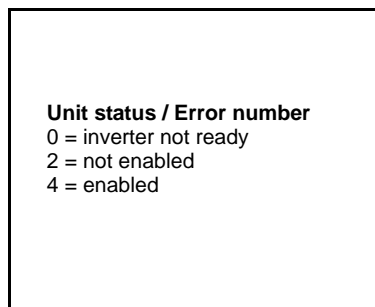 Unit status / Error number
0 = inverter not ready
2 = not enabled
4 = enabled